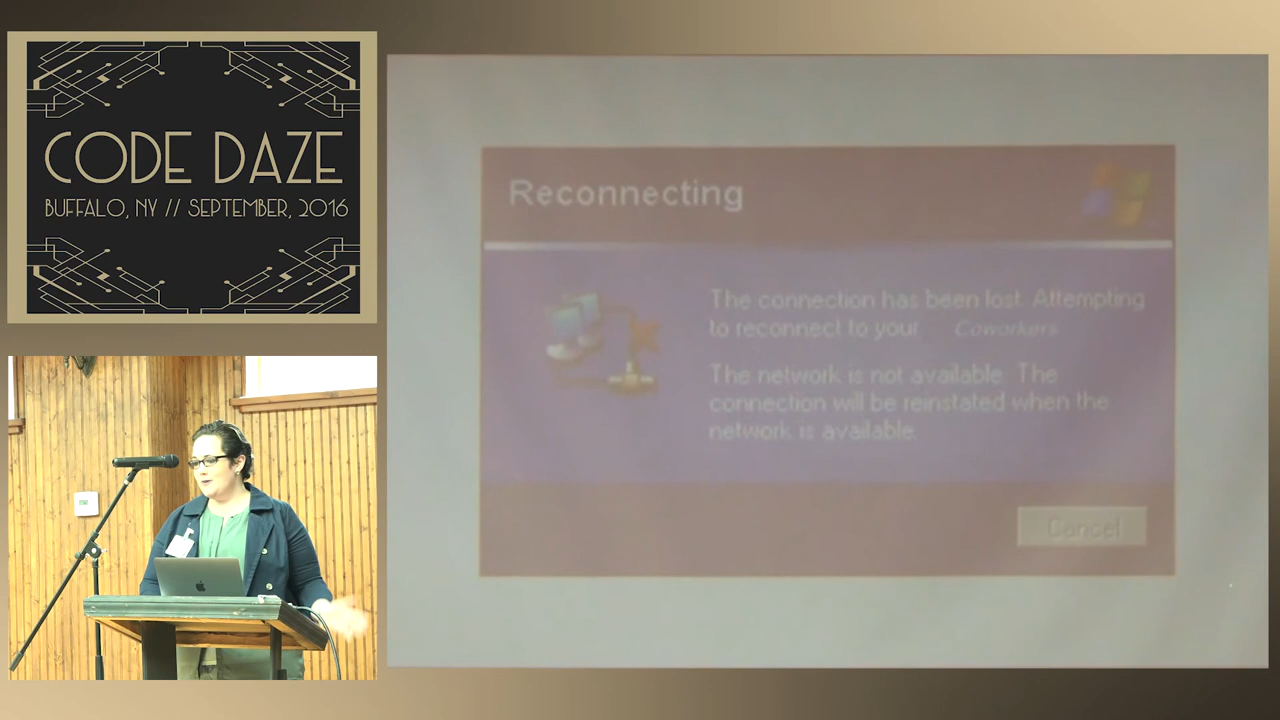 CODE DAZE
BUFFALO, NY // SEPTEMBER, 2016
Reconnecting
The connection has been lost. Attempting
to reconnect to your Coworkers
The network is not available. The
connection will be reinstated when the
network is available.
Cancel